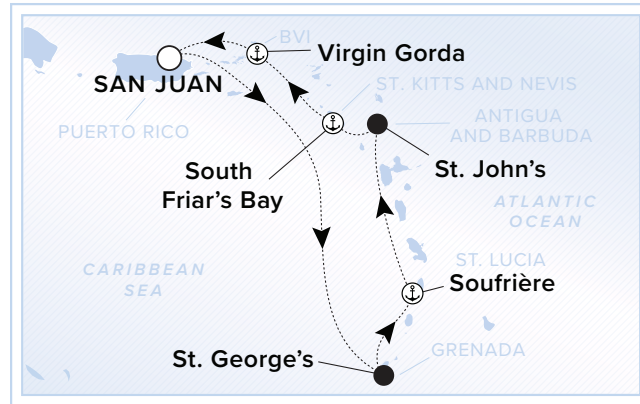 BVI
Virgin Gorda
SAN JUAN
ST. KITTS AND NEVIS
PUERTO RICO
ANTIGUA
AND BARBUDA
South
Friar's Bay
St. John's
ATLANTIC
OCEAN
CARIBBEAN
SEA
ST. LUCIA
Soufrière
St. George's
GRENADA